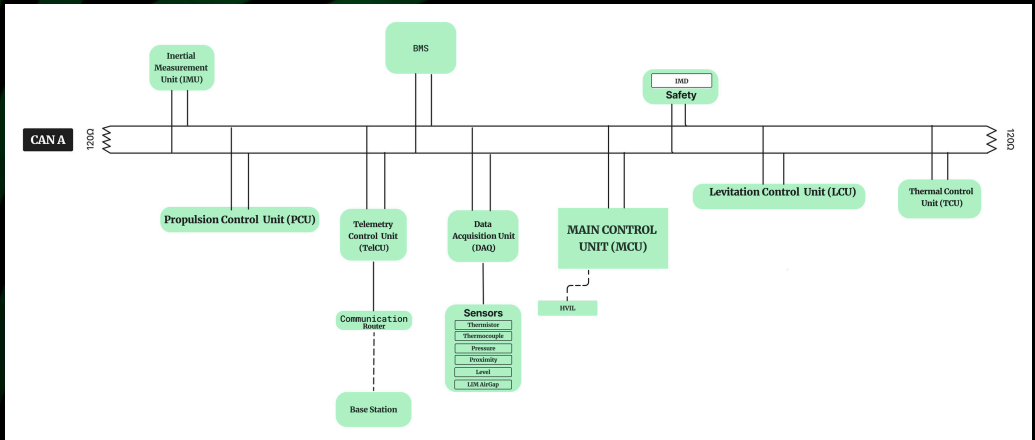 CAN A
120Ω
Inertial
Measurement
Unit (IMU)
BMS
IMD
Safety
120Ω
Propulsion Control Unit (PCU)
Telemetry
Control Unit
(TelCU)
Data
Acquisition Unit
(DAQ)
MAIN CONTROL
UNIT (MCU)
Levitation Control Unit (LCU)
Thermal Control
Unit (TCU)
HVIL
Communication
Router
Base Station
Sensors
Thermistor
Thermocouple
Pressure
Proximity
Level
LIM AirGap